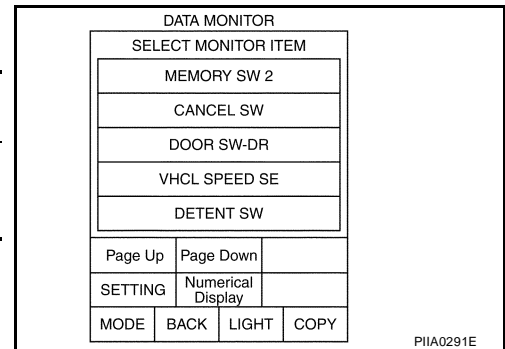 DATA MONITOR
SELECT MONITOR ITEM
MEMORY SW 2
CANCEL SW
DOOR SW-DR
VHCL SPEED SE
DETENT SW
Page Up Page Down
SETTING Numerical Display
MODE BACK LIGHT COPY
PIIA0291E